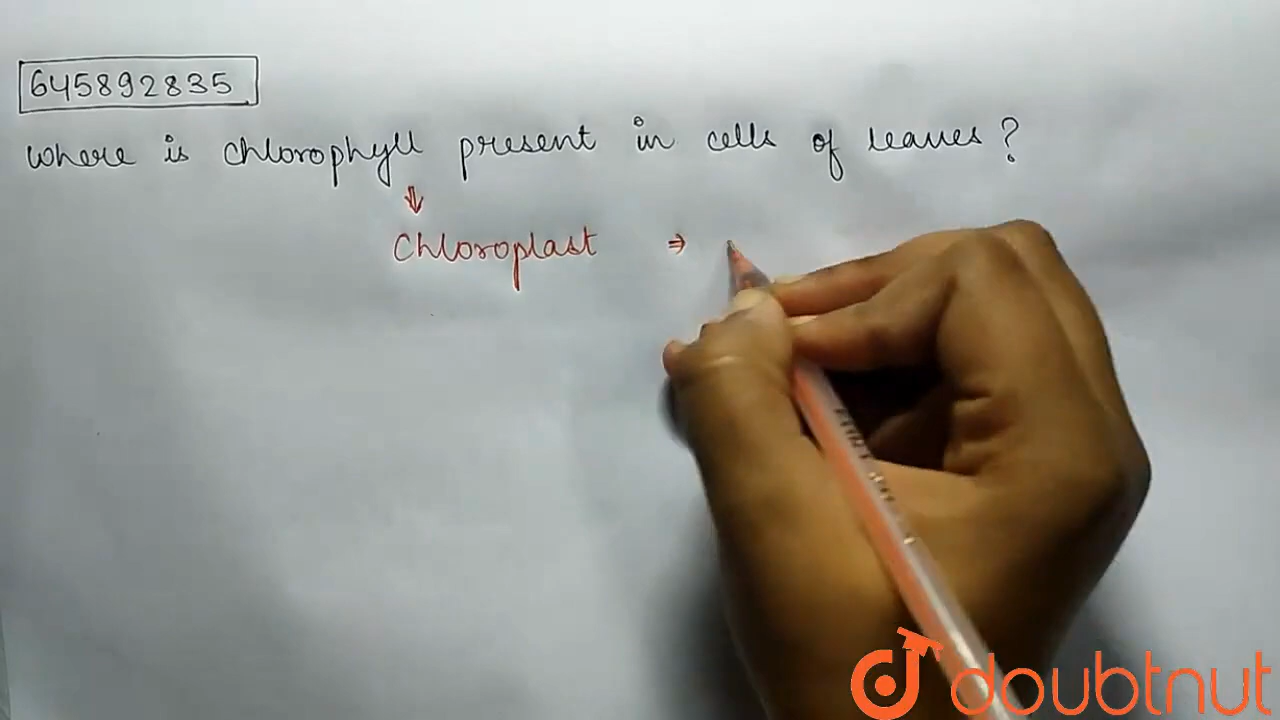 645892835
Where is chlorophyll present in cells of leaves?
⇓
Chloroplast ⇒
doubtnut